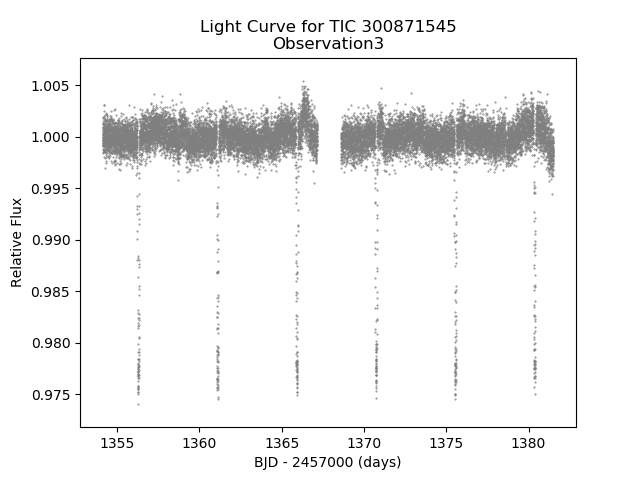 Light Curve for TIC 300871545
Observation3
1.005
1.000
0.995
0.990
0.985
0.980
0.975
Relative Flux
1355 1360 1365 1370 1375 1380
BJD - 2457000 (days)